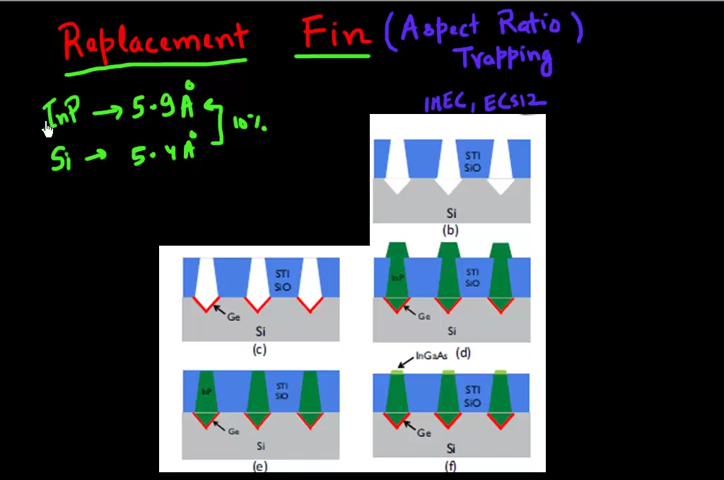 Replacement Fin (Aspect Ratio)
Trapping
InP → 5.9 Å
10%
Si → 5.4 Å
IMEC, ECS12
STI
SiO
Si
(b)
STI
SiO
Ge
Si
(c)
InP
STI
SiO
Ge
Si
(d)
InP
STI
SiO
Ge
Si
(e)
InGaAs
STI
SiO
Ge
Si
(f)